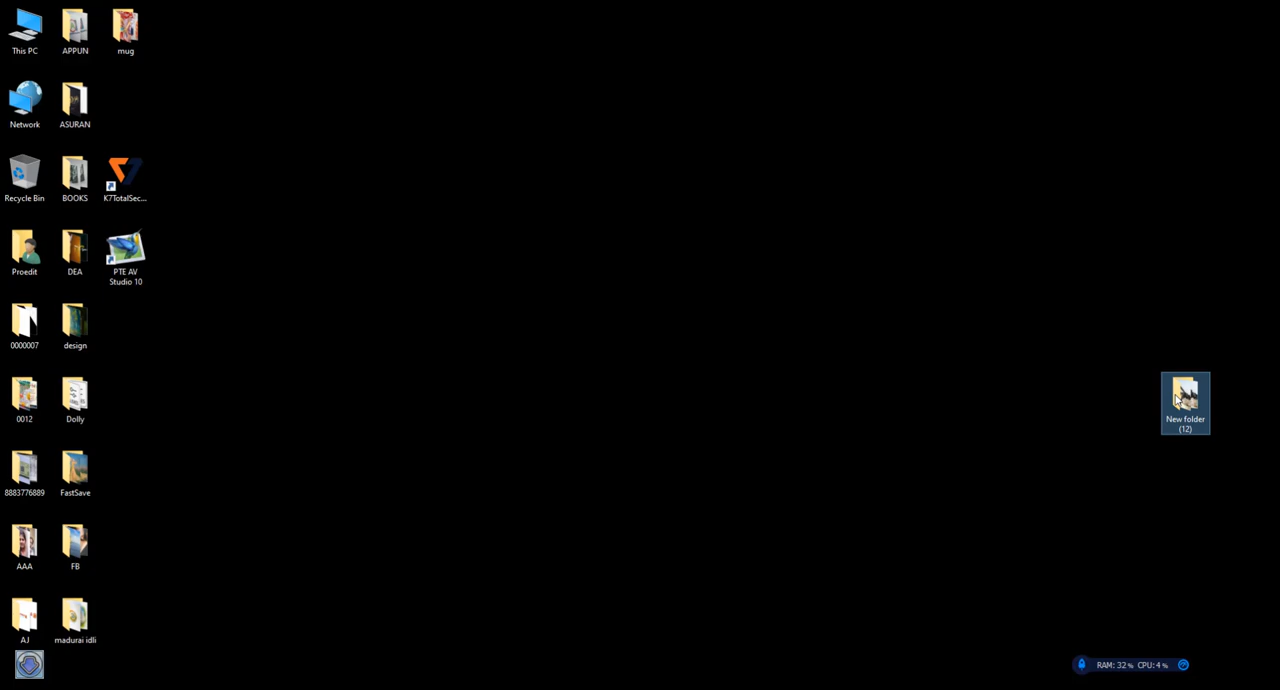 This PC
APPUN
mug
Network
ASURAN
Recycle Bin
BOOKS
K7TotalSec...
Proedit
DEA
PTE AV
Studio 10
0000007
design
0012
Dolly
New folder
(12)
8883776889
FastSave
AAA
FB
AJ
madurai idli
RAM: 32% CPU: 4%